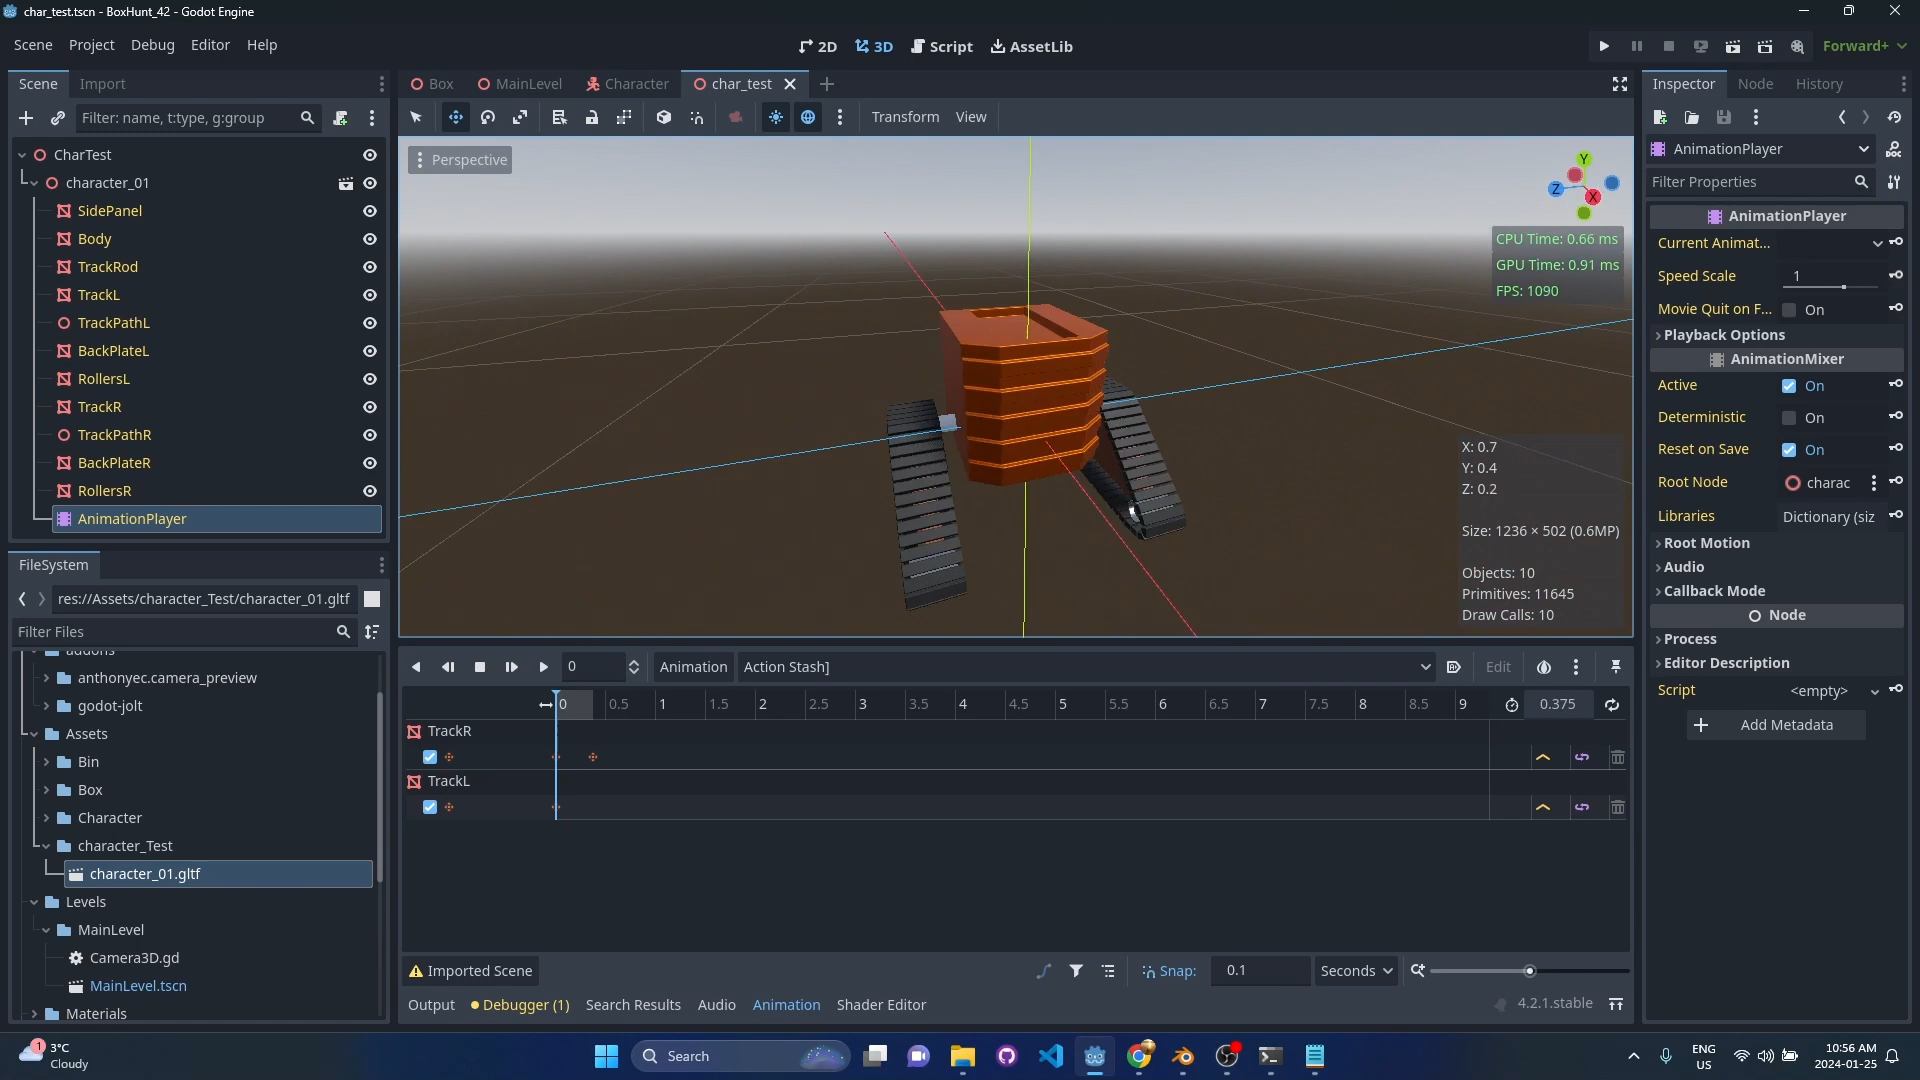 char_test.tscn - BoxHunt_42 - Godot Engine
Scene Project Debug Editor Help
2D 3D Script AssetLib
Forward+
Scene Import
Filter: name, t:type, g:group
CharTest
character_01
SidePanel
Body
TrackRod
TrackL
TrackPathL
BackPlateL
RollersL
TrackR
TrackPathR
BackPlateR
RollersR
AnimationPlayer
FileSystem
res://Assets/character_Test/character_01.gltf
Filter Files
addons
anthonyec.camera_preview
godot-jolt
Assets
Bin
Box
Character
character_Test
character_01.gltf
Levels
MainLevel
Camera3D.gd
MainLevel.tscn
Materials
Box MainLevel Character char_test
Transform View
Perspective
Y
Z
X
CPU Time: 0.66 ms
GPU Time: 0.91 ms
FPS: 1090
X: 0.7
Y: 0.4
Z: 0.2
Size: 1236 × 502 (0.6MP)
Objects: 10
Primitives: 11645
Draw Calls: 10
0 Animation Action Stash] Edit
0 0.5 1 1.5 2 2.5 3 3.5 4 4.5 5 5.5 6 6.5 7 7.5 8 8.5 9 0.375
TrackR
TrackL
Imported Scene Snap: 0.1 Seconds
Output Debugger (1) Search Results Audio Animation Shader Editor 4.2.1.stable
Inspector Node History
AnimationPlayer
Filter Properties
AnimationPlayer
Current Animat...
Speed Scale 1
Movie Quit on F... On
Playback Options
AnimationMixer
Active On
Deterministic On
Reset on Save On
Root Node charac
Libraries Dictionary (siz
Root Motion
Audio
Callback Mode
Node
Process
Editor Description
Script <empty>
Add Metadata
1
3°C
Cloudy
Search
ENG
US
10:56 AM
2024-01-25